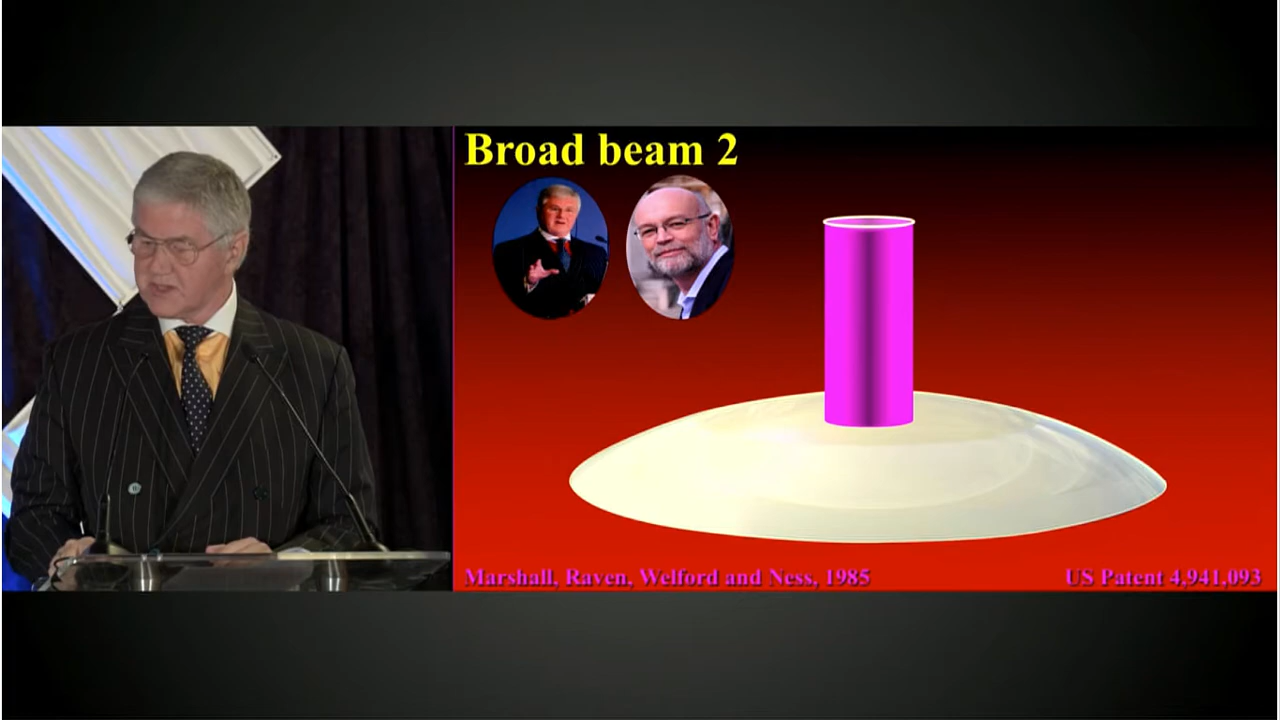 Broad beam 2
Marshall, Raven, Welford and Ness, 1985
US Patent 4,941,093